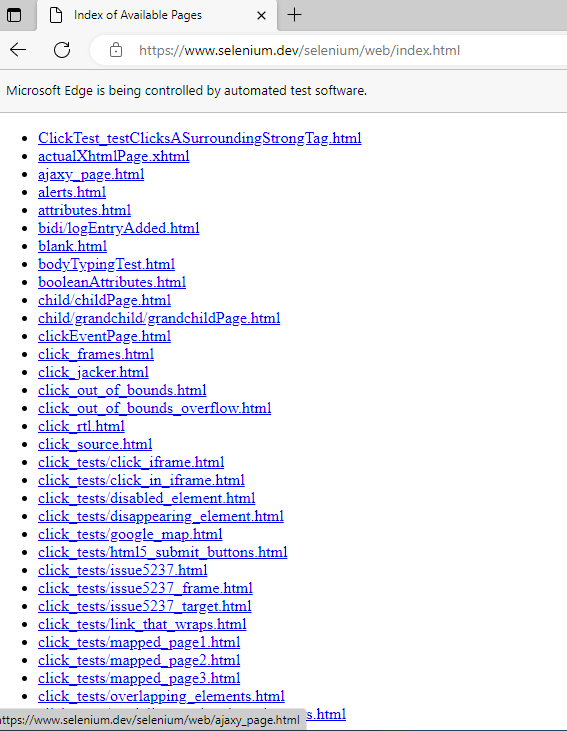 Index of Available Pages
https://www.selenium.dev/selenium/web/index.html
Microsoft Edge is being controlled by automated test software.
ClickTest_testClicksASurroundingStrongTag.html
actualXhtmlPage.xhtml
ajaxy_page.html
alerts.html
attributes.html
bidi/logEntryAdded.html
blank.html
bodyTypingTest.html
booleanAttributes.html
child/childPage.html
child/grandchild/grandchildPage.html
clickEventPage.html
click_frames.html
click_jacker.html
click_out_of_bounds.html
click_out_of_bounds_overflow.html
click_rtl.html
click_source.html
click_tests/click_iframe.html
click_tests/click_in_iframe.html
click_tests/disabled_element.html
click_tests/disappearing_element.html
click_tests/google_map.html
click_tests/html5_submit_buttons.html
click_tests/issue5237.html
click_tests/issue5237_frame.html
click_tests/issue5237_target.html
click_tests/link_that_wraps.html
click_tests/mapped_page1.html
click_tests/mapped_page2.html
click_tests/mapped_page3.html
click_tests/overlapping_elements.html
https://www.selenium.dev/selenium/web/ajaxy_page.html